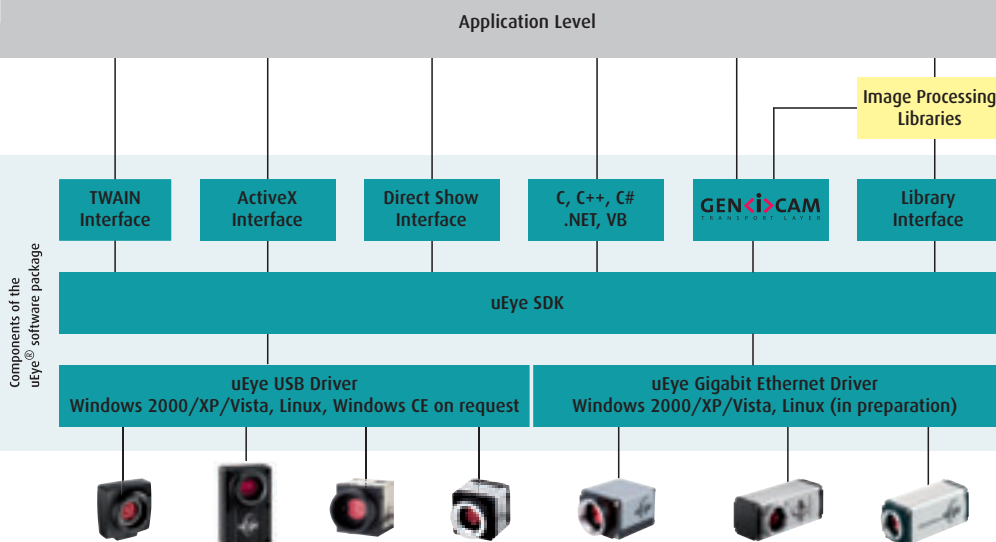 Application Level
Image Processing
Libraries
TWAIN
Interface
ActiveX
Interface
Direct Show
Interface
C, C++, C#
.NET, VB
GEN<i>CAM
TRANSPORT LAYER
Library
Interface
Components of the
uEye® software package
uEye SDK
uEye USB Driver
Windows 2000/XP/Vista, Linux, Windows CE on request
uEye Gigabit Ethernet Driver
Windows 2000/XP/Vista, Linux (in preparation)